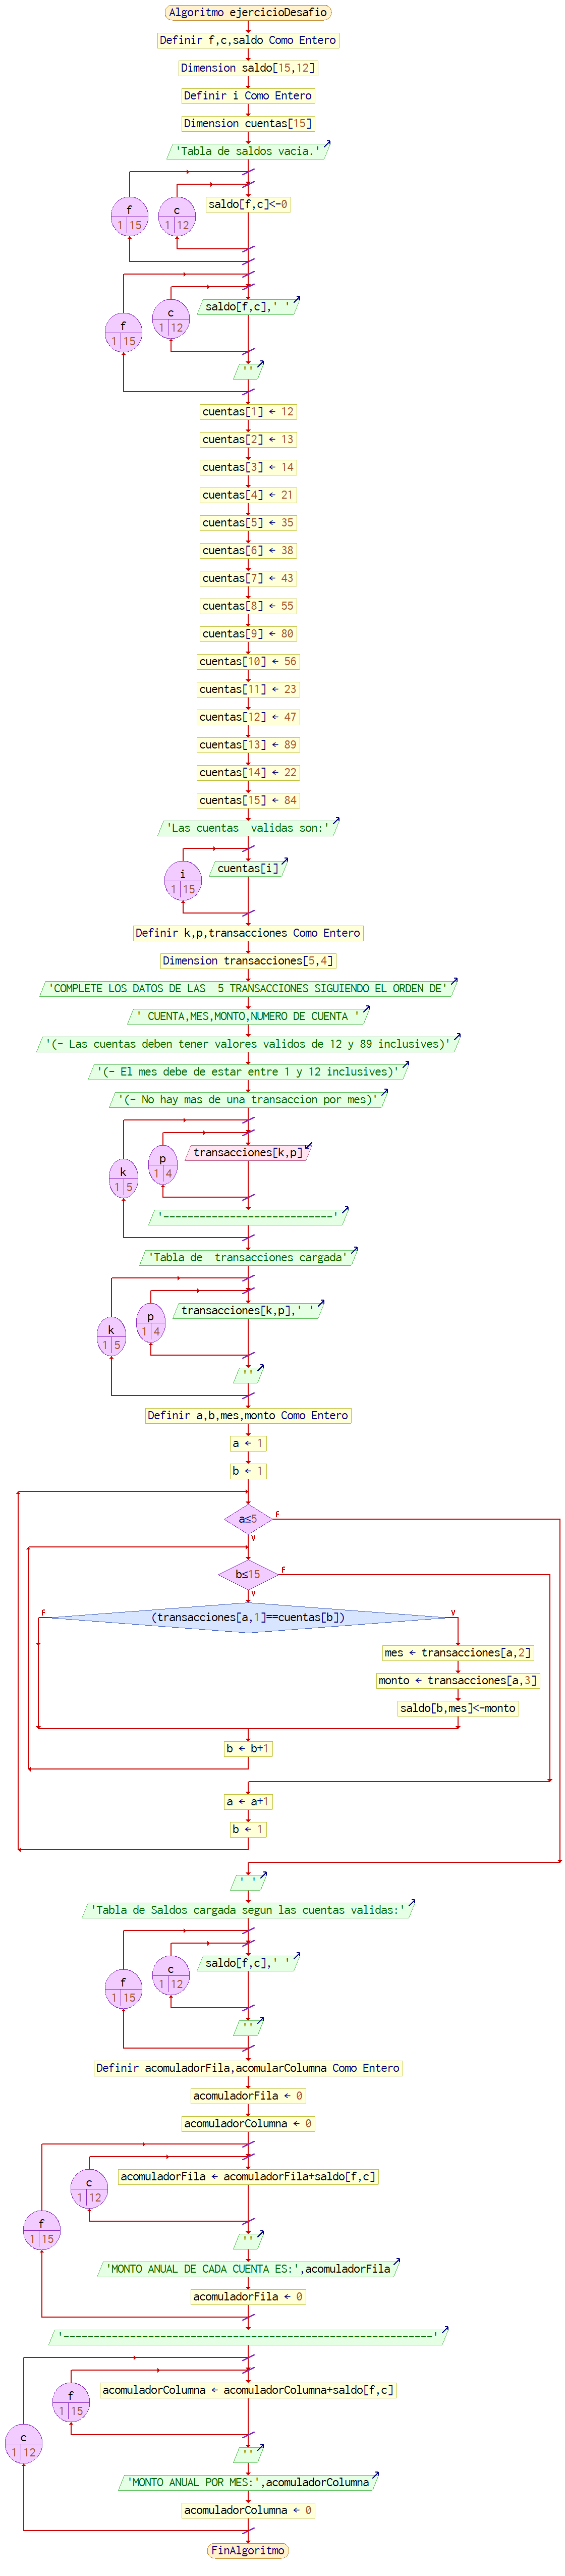 Algoritmo ejercicioDesafio
Definir f,c,saldo Como Entero
Dimension saldo[15,12]
Definir i Como Entero
Dimension cuentas[15]
'Tabla de saldos vacia.'
f
1 15
c
1 12
saldo[f,c]<-0
f
1 15
c
1 12
saldo[f,c],' '
''
cuentas[1] ← 12
cuentas[2] ← 13
cuentas[3] ← 14
cuentas[4] ← 21
cuentas[5] ← 35
cuentas[6] ← 38
cuentas[7] ← 43
cuentas[8] ← 55
cuentas[9] ← 80
cuentas[10] ← 56
cuentas[11] ← 23
cuentas[12] ← 47
cuentas[13] ← 89
cuentas[14] ← 22
cuentas[15] ← 84
'Las cuentas  validas son:'
i
1 15
cuentas[i]
Definir k,p,transacciones Como Entero
Dimension transacciones[5,4]
'COMPLETE LOS DATOS DE LAS  5 TRANSACCIONES SIGUIENDO EL ORDEN DE'
' CUENTA,MES,MONTO,NUMERO DE CUENTA '
'(- Las cuentas deben tener valores validos de 12 y 89 inclusives)'
'(- El mes debe de estar entre 1 y 12 inclusives)'
'(- No hay mas de una transaccion por mes)'
k
1 5
p
1 4
transacciones[k,p]
'----------------------------'
'Tabla de  transacciones cargada'
k
1 5
p
1 4
transacciones[k,p],' '
''
Definir a,b,mes,monto Como Entero
a ← 1
b ← 1
a≤5
F
V
b≤15
F
V
(transacciones[a,1]==cuentas[b])
F
V
mes ← transacciones[a,2]
monto ← transacciones[a,3]
saldo[b,mes]<-monto
b ← b+1
a ← a+1
b ← 1
' '
'Tabla de Saldos cargada segun las cuentas validas:'
f
1 15
c
1 12
saldo[f,c],' '
''
Definir acomuladorFila,acomularColumna Como Entero
acomuladorFila ← 0
acomuladorColumna ← 0
f
1 15
c
1 12
acomuladorFila ← acomuladorFila+saldo[f,c]
''
'MONTO ANUAL DE CADA CUENTA ES:',acomuladorFila
acomuladorFila ← 0
'--------------------------------------------------------------'
c
1 12
f
1 15
acomuladorColumna ← acomuladorColumna+saldo[f,c]
''
'MONTO ANUAL POR MES:',acomuladorColumna
acomuladorColumna ← 0
FinAlgoritmo